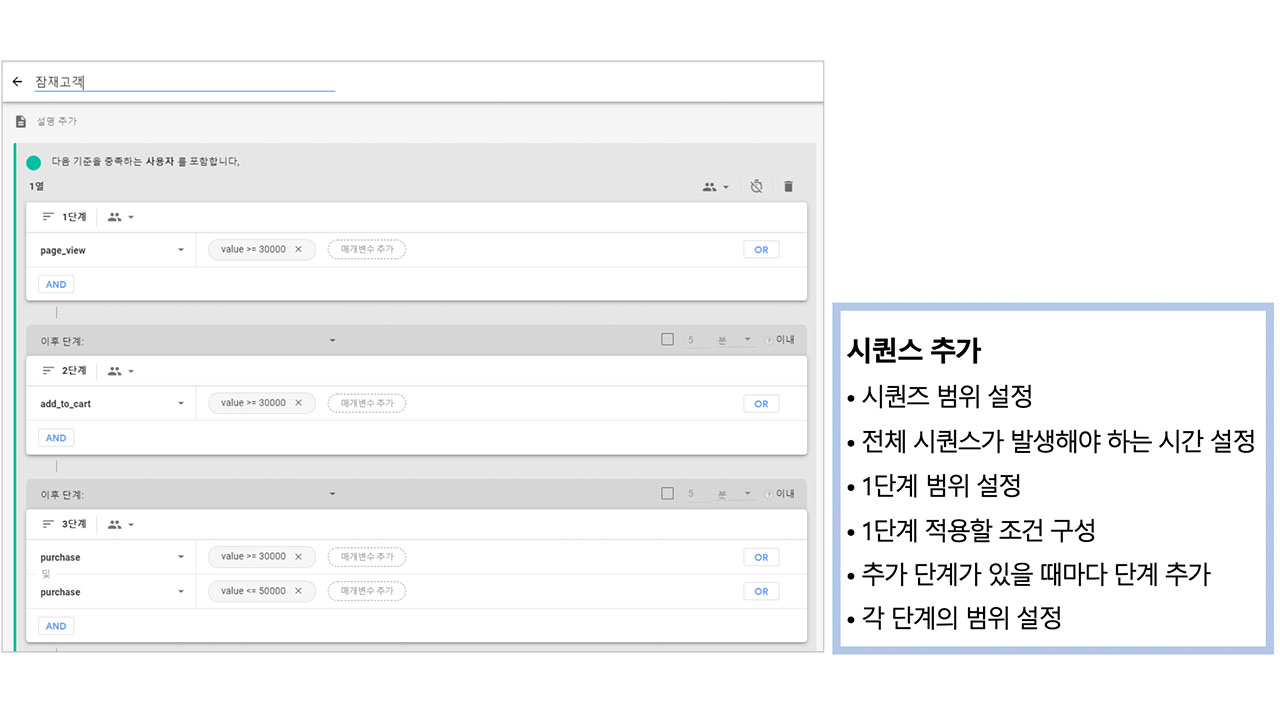 잠재고객
설명 추가
다음 기준을 충족하는 사용자 를 포함합니다.
1열
1단계
page_view value >= 30000 × 매개변수 추가 OR
AND
이후 단계: 5 분 ? 이내
2단계
add_to_cart value >= 30000 × 매개변수 추가 OR
AND
이후 단계: 5 분 ? 이내
3단계
purchase value >= 30000 × 매개변수 추가 OR
및
purchase value <= 50000 × 매개변수 추가 OR
AND
시퀀스 추가
• 시퀀즈 범위 설정
• 전체 시퀀스가 발생해야 하는 시간 설정
• 1단계 범위 설정
• 1단계 적용할 조건 구성
• 추가 단계가 있을 때마다 단계 추가
• 각 단계의 범위 설정